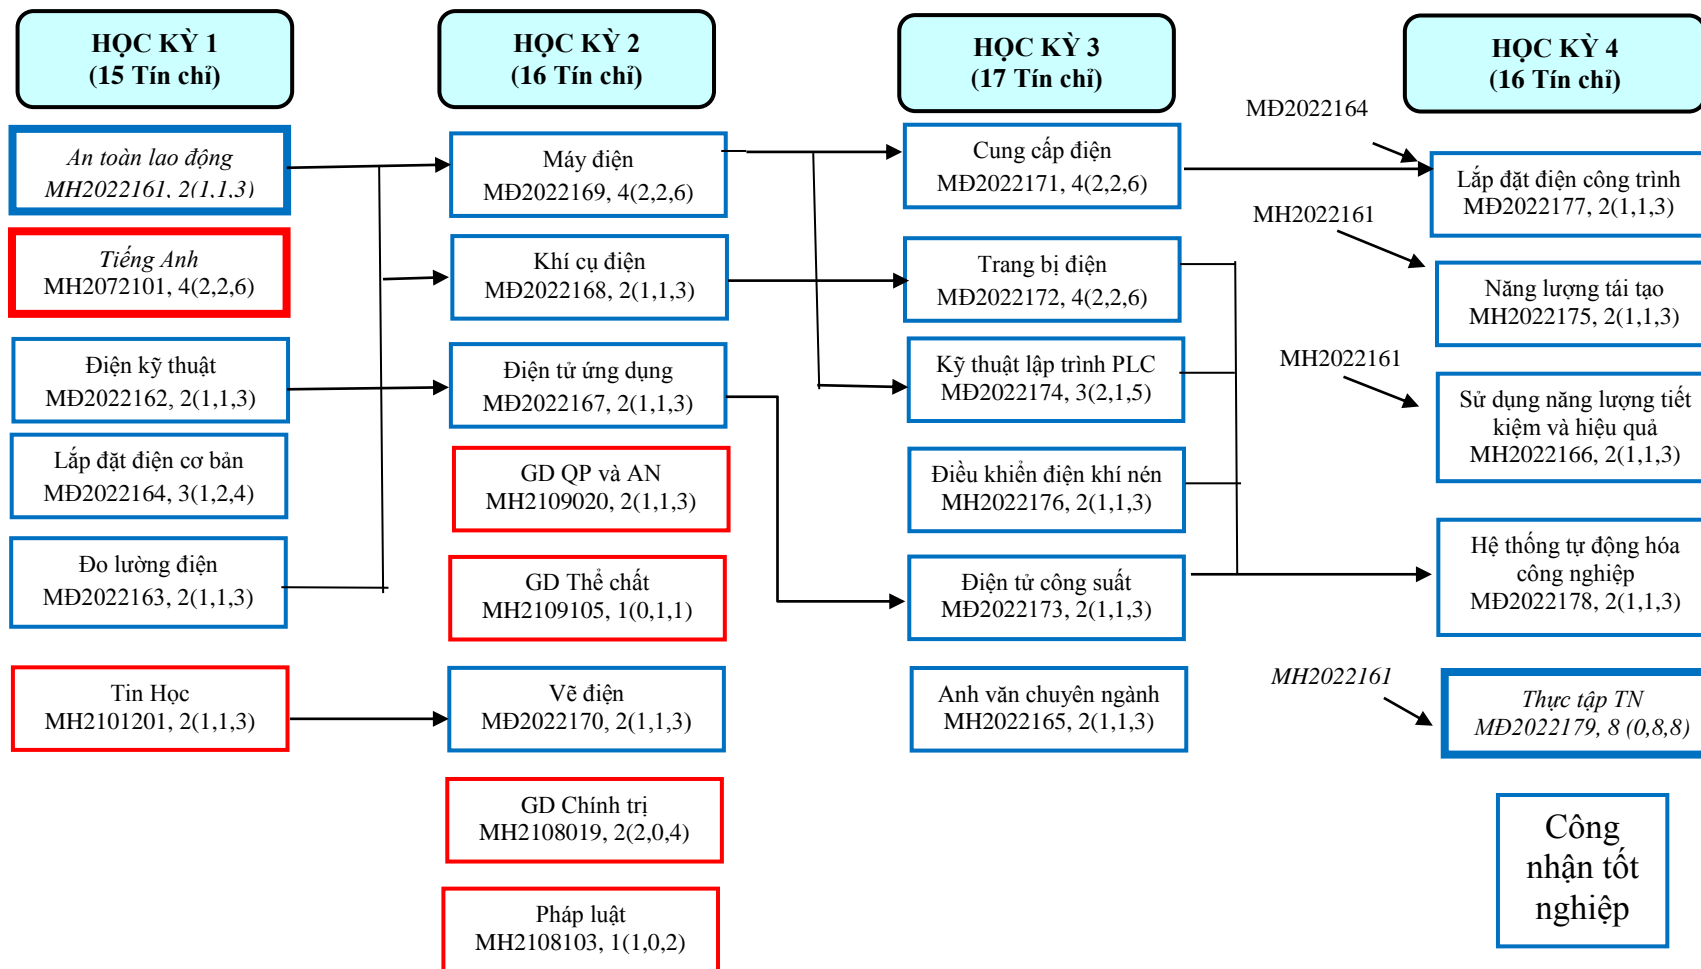 HỌC KỲ 1
(15 Tín chỉ)
An toàn lao động
MH2022161, 2(1,1,3)
Tiếng Anh
MH2072101, 4(2,2,6)
Điện kỹ thuật
MĐ2022162, 2(1,1,3)
Lắp đặt điện cơ bản
MĐ2022164, 3(1,2,4)
Đo lường điện
MĐ2022163, 2(1,1,3)
Tin Học
MH2101201, 2(1,1,3)
HỌC KỲ 2
(16 Tín chỉ)
Máy điện
MĐ2022169, 4(2,2,6)
Khí cụ điện
MĐ2022168, 2(1,1,3)
Điện tử ứng dụng
MĐ2022167, 2(1,1,3)
GD QP và AN
MH2109020, 2(1,1,3)
GD Thể chất
MH2109105, 1(0,1,1)
Vẽ điện
MĐ2022170, 2(1,1,3)
GD Chính trị
MH2108019, 2(2,0,4)
Pháp luật
MH2108103, 1(1,0,2)
HỌC KỲ 3
(17 Tín chỉ)
Cung cấp điện
MĐ2022171, 4(2,2,6)
Trang bị điện
MĐ2022172, 4(2,2,6)
Kỹ thuật lập trình PLC
MĐ2022174, 3(2,1,5)
Điều khiển điện khí nén
MH2022176, 2(1,1,3)
Điện tử công suất
MĐ2022173, 2(1,1,3)
Anh văn chuyên ngành
MH2022165, 2(1,1,3)
HỌC KỲ 4
(16 Tín chỉ)
MĐ2022164
Lắp đặt điện công trình
MĐ2022177, 2(1,1,3)
MH2022161
Năng lượng tái tạo
MH2022175, 2(1,1,3)
MH2022161
Sử dụng năng lượng tiết
kiệm và hiệu quả
MH2022166, 2(1,1,3)
Hệ thống tự động hóa
công nghiệp
MĐ2022178, 2(1,1,3)
MH2022161
Thực tập TN
MĐ2022179, 8 (0,8,8)
Công
nhận tốt
nghiệp